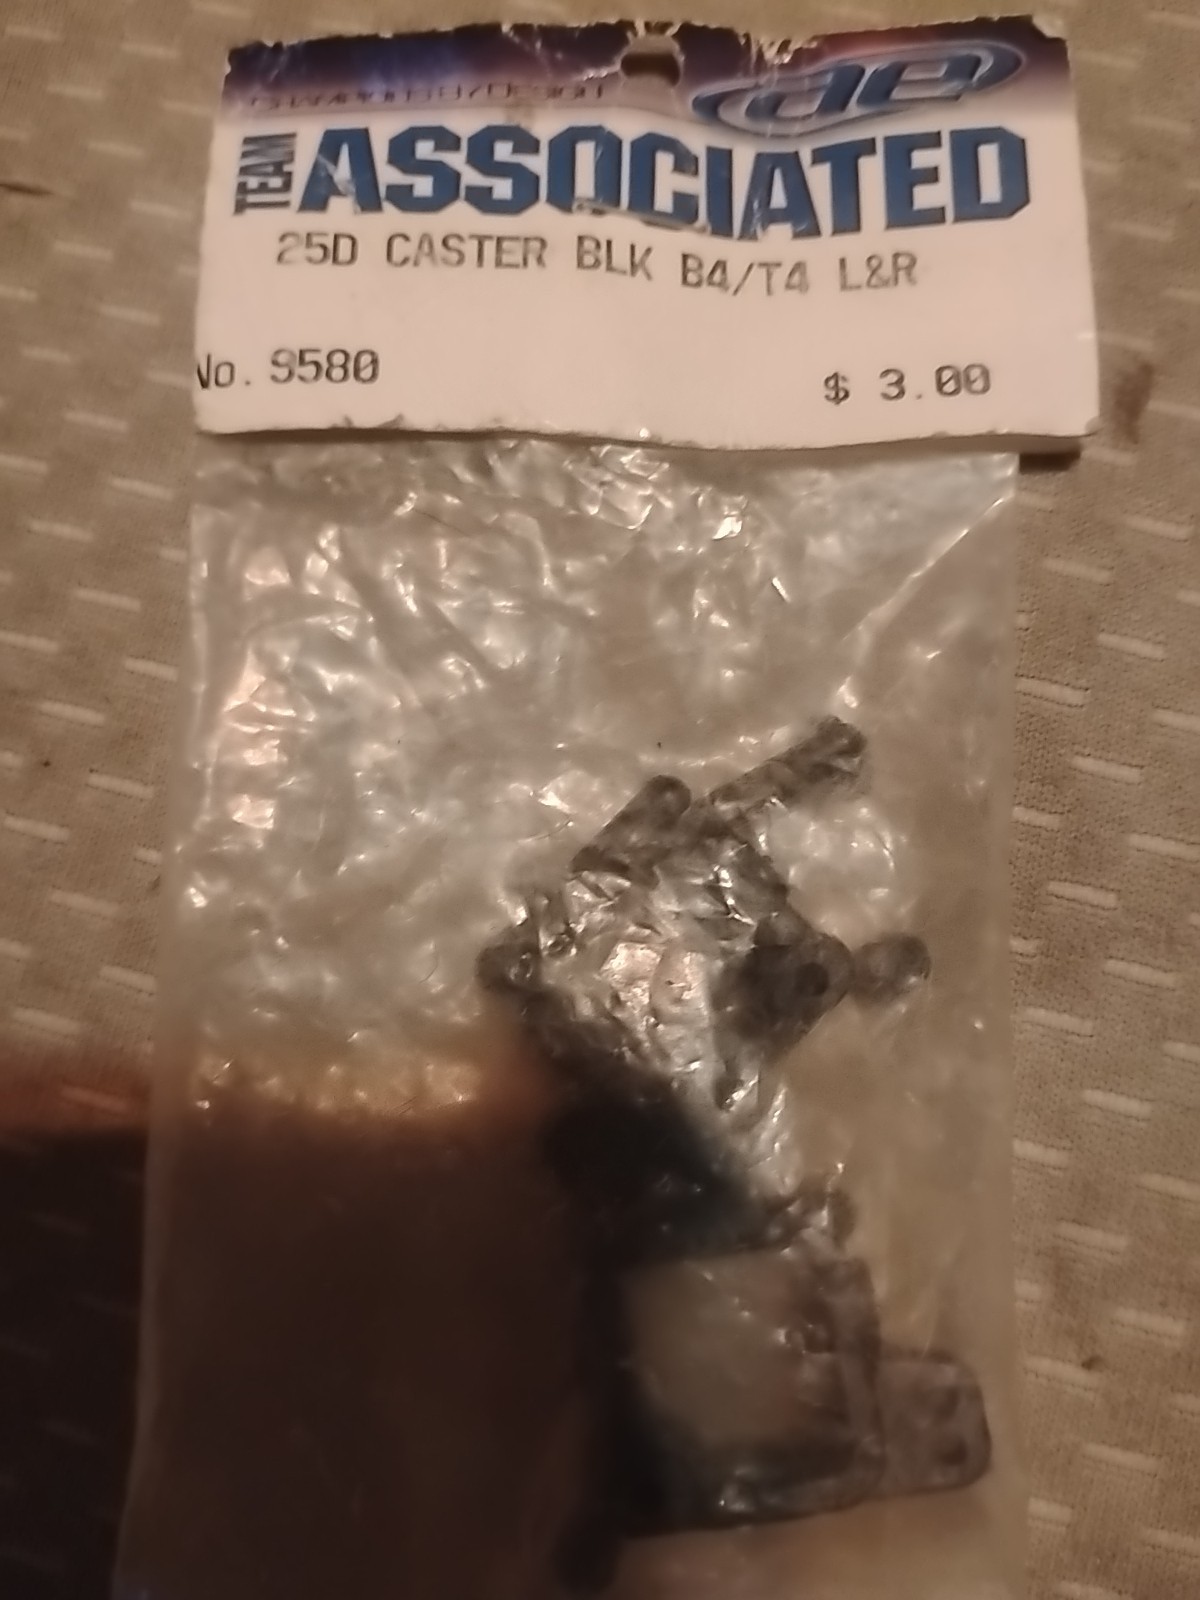 ae
TEAM ASSOCIATED
25D CASTER BLK B4/T4 L&R
No. 9580
$ 3.00